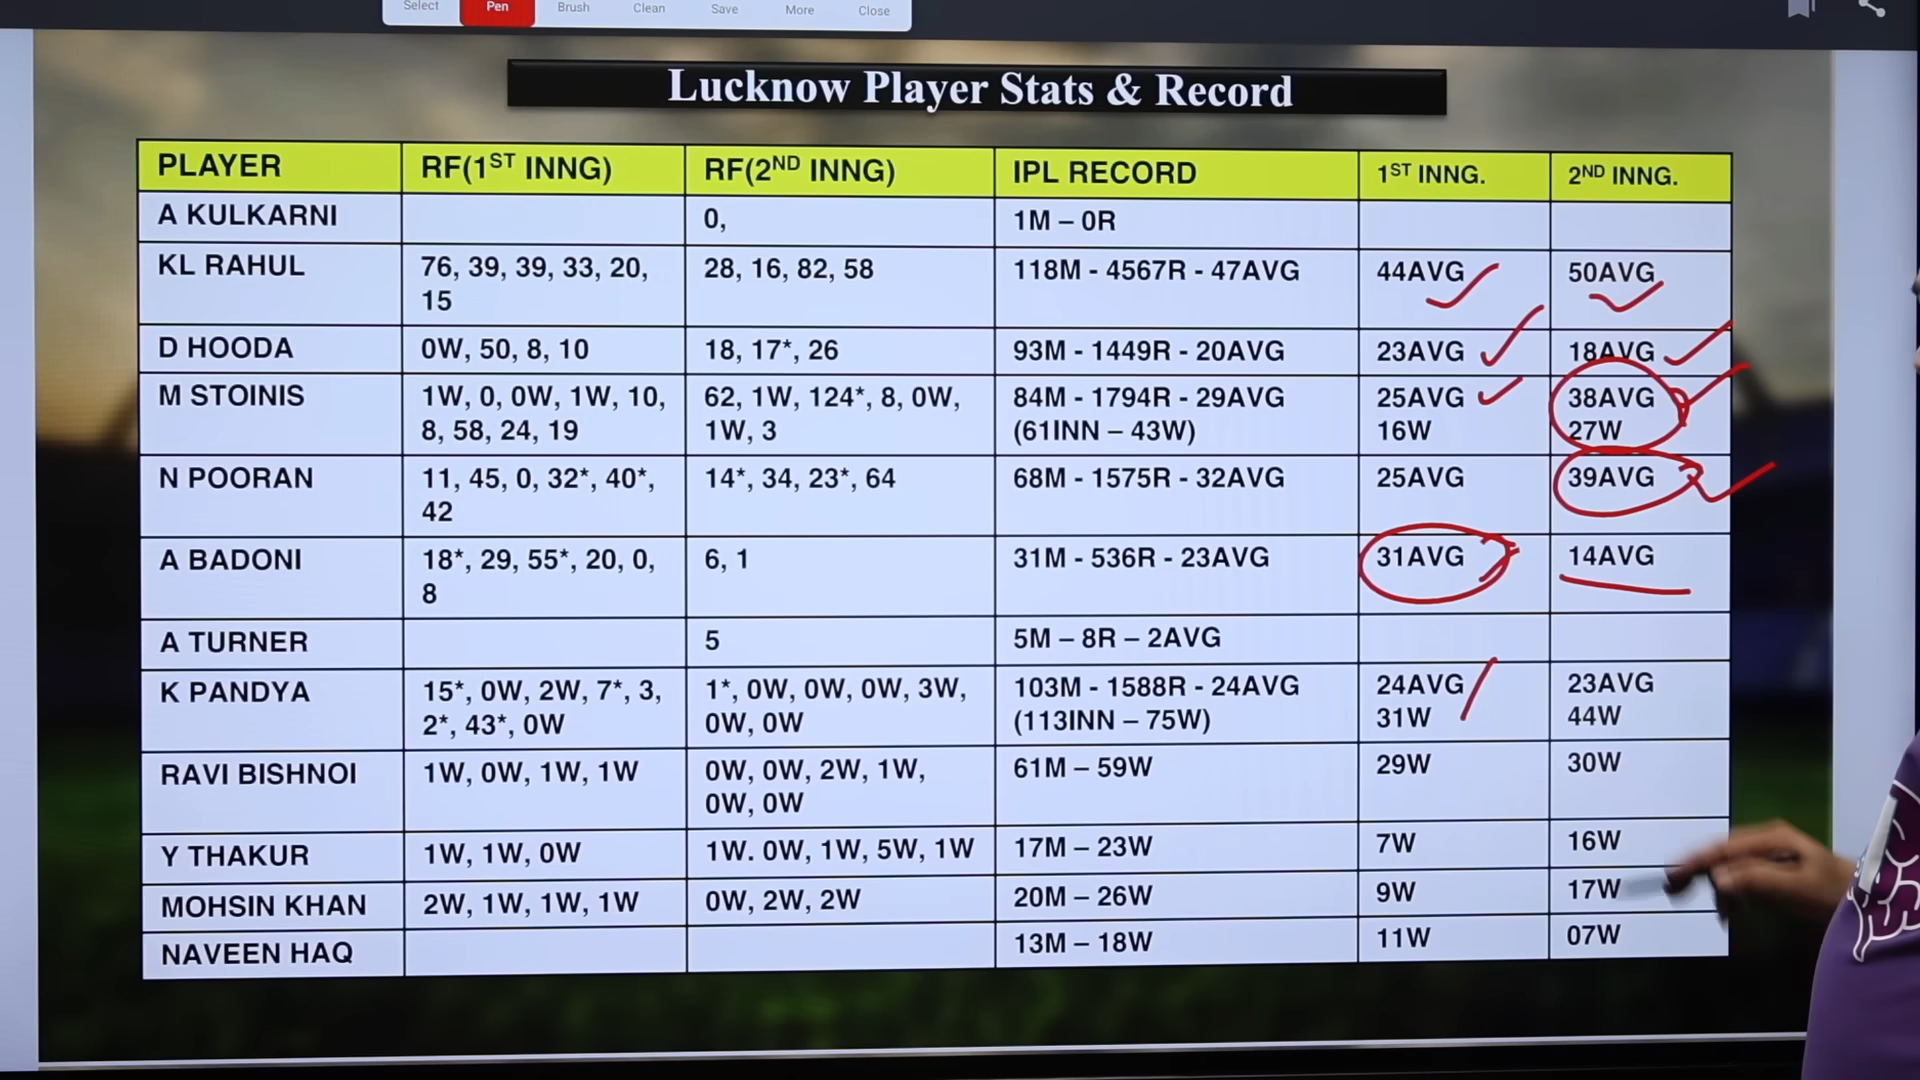 Select Pen Brush Clean Save More Close
Lucknow Player Stats & Record
PLAYER RF(1ST INNG) RF(2ND INNG) IPL RECORD 1ST INNG. 2ND INNG.
A KULKARNI 0, 1M – 0R
KL RAHUL 76, 39, 39, 33, 20, 28, 16, 82, 58 118M - 4567R - 47AVG 44AVG 50AVG
15
D HOODA 0W, 50, 8, 10 18, 17*, 26 93M - 1449R - 20AVG 23AVG 18AVG
M STOINIS 1W, 0, 0W, 1W, 10, 62, 1W, 124*, 8, 0W, 84M - 1794R - 29AVG 25AVG 38AVG
8, 58, 24, 19 1W, 3 (61INN – 43W) 16W 27W
N POORAN 11, 45, 0, 32*, 40*, 14*, 34, 23*, 64 68M - 1575R - 32AVG 25AVG 39AVG
42
A BADONI 18*, 29, 55*, 20, 0, 6, 1 31M - 536R - 23AVG 31AVG 14AVG
8
A TURNER 5 5M – 8R – 2AVG
K PANDYA 15*, 0W, 2W, 7*, 3, 1*, 0W, 0W, 0W, 3W, 103M - 1588R - 24AVG 24AVG 23AVG
2*, 43*, 0W 0W, 0W (113INN – 75W) 31W 44W
RAVI BISHNOI 1W, 0W, 1W, 1W 0W, 0W, 2W, 1W, 61M – 59W 29W 30W
0W, 0W
Y THAKUR 1W, 1W, 0W 1W. 0W, 1W, 5W, 1W 17M – 23W 7W 16W
MOHSIN KHAN 2W, 1W, 1W, 1W 0W, 2W, 2W 20M – 26W 9W 17W
NAVEEN HAQ 13M – 18W 11W 07W